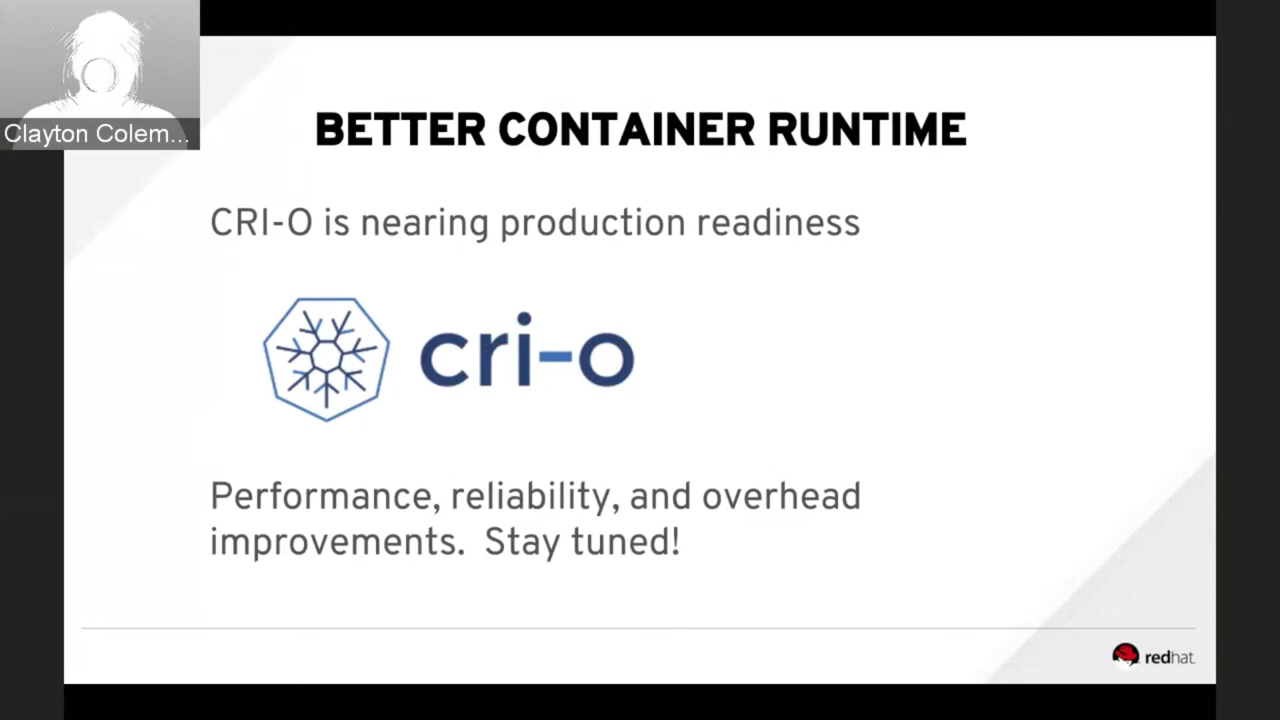 Clayton Colem...
BETTER CONTAINER RUNTIME
CRI-O is nearing production readiness
cri-o
Performance, reliability, and overhead
improvements.  Stay tuned!
redhat.